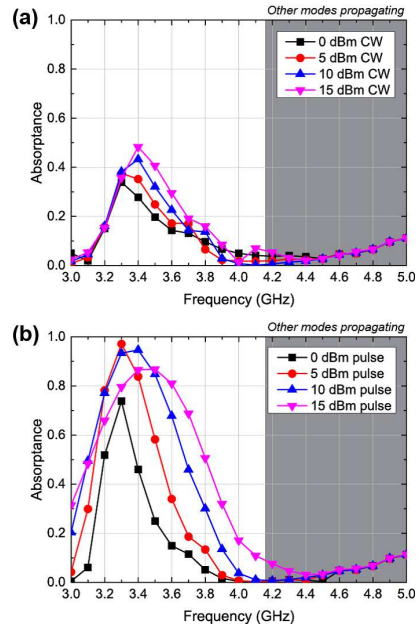 Other modes propagating
(a)
1.0
0 dBm CW
5 dBm CW
0.8
10 dBm CW
15 dBm CW
0.6
Absorptance
0.4
0.2
0.0
3.0 3.2 3.4 3.6 3.8 4.0 4.2 4.4 4.6 4.8 5.0
Frequency (GHz)
Other modes propagating
(b)
1.0
0 dBm pulse
5 dBm pulse
0.8
10 dBm pulse
15 dBm pulse
0.6
Absorptance
0.4
0.2
0.0
3.0 3.2 3.4 3.6 3.8 4.0 4.2 4.4 4.6 4.8 5.0
Frequency (GHz)